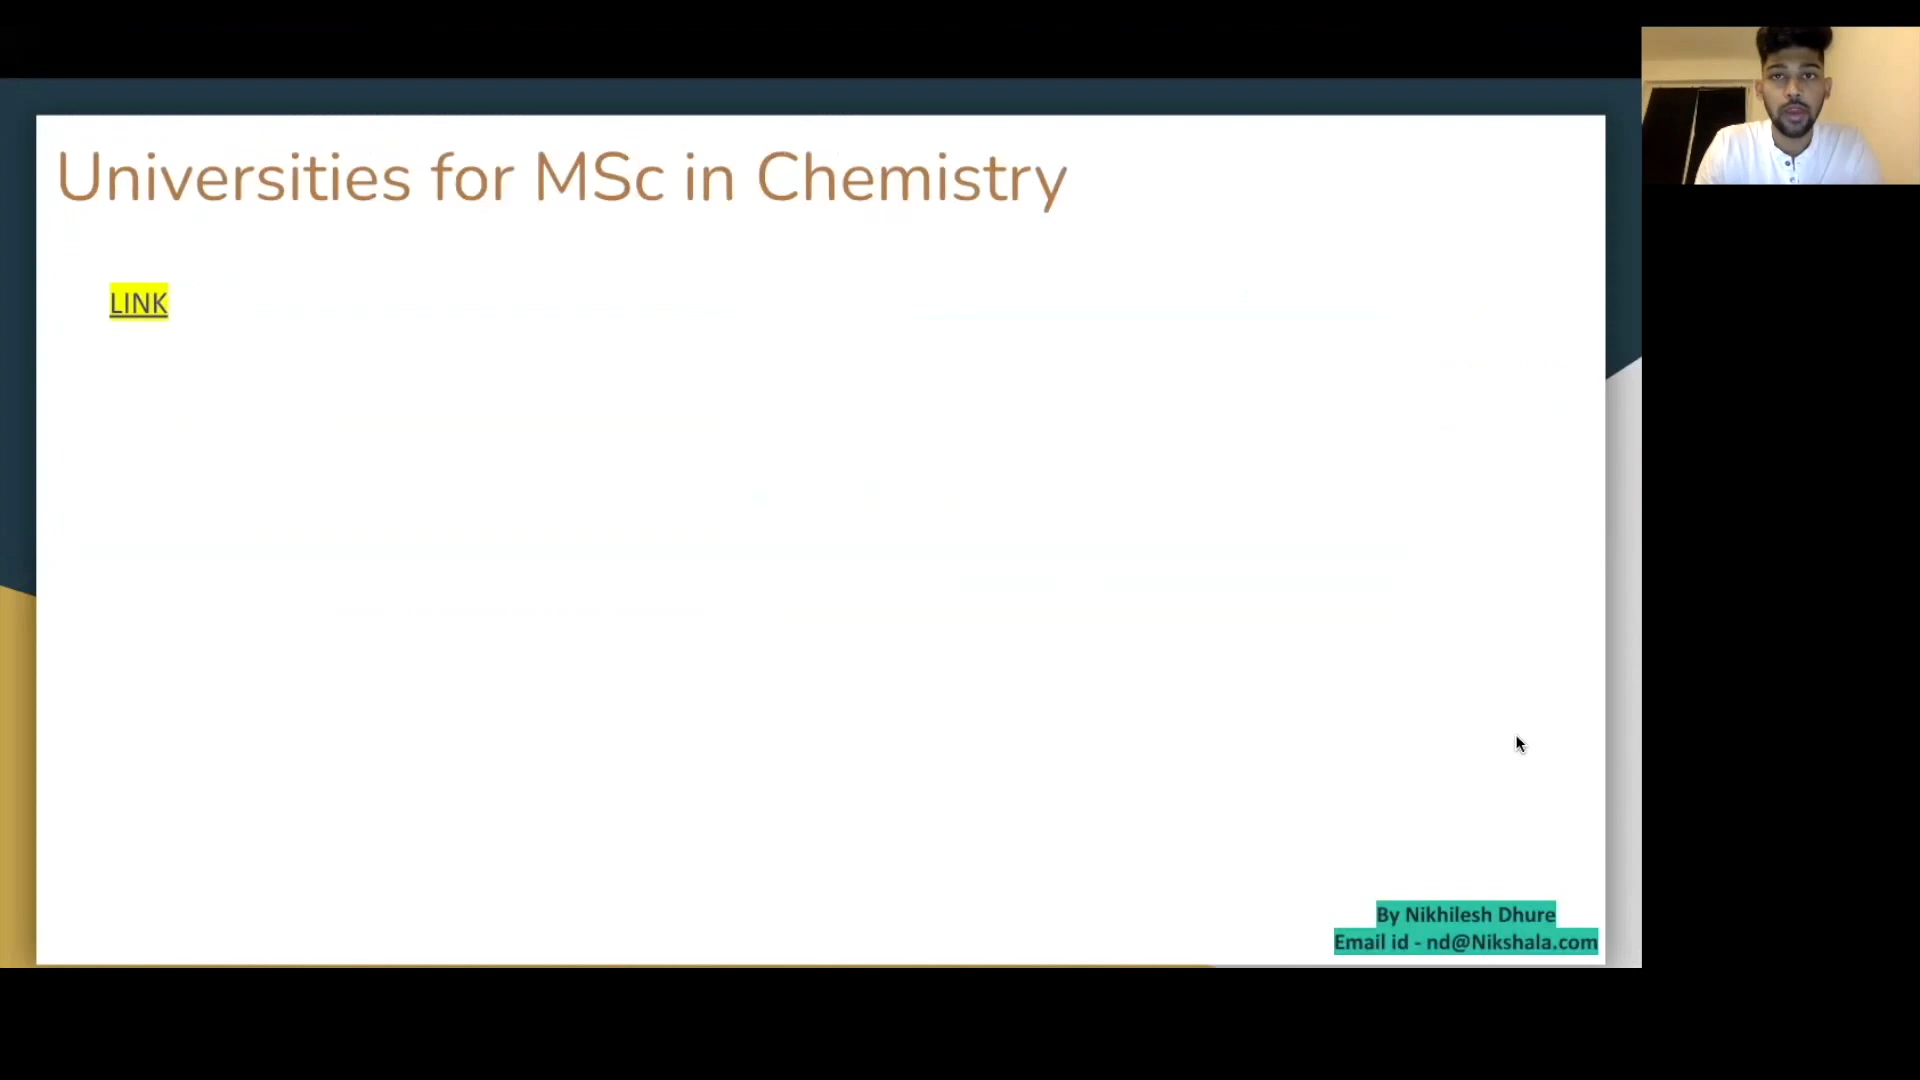 Universities for MSc in Chemistry
LINK
By Nikhilesh Dhure
Email id - nd@Nikshala.com